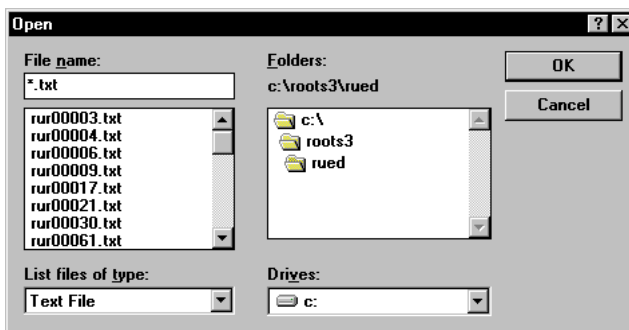 Open
File name:
*.txt
rur00003.txt
rur00004.txt
rur00006.txt
rur00009.txt
rur00017.txt
rur00021.txt
rur00030.txt
rur00061.txt
List files of type:
Text File
Folders:
c:\roots3\rued
c:\
roots3
rued
Drives:
c:
OK
Cancel